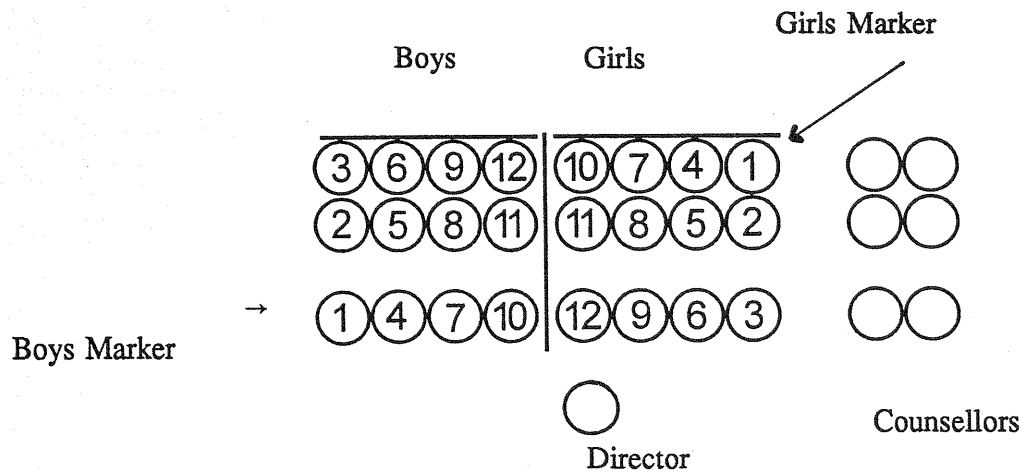 Girls Marker
Boys Girls
3 6 9 12 10 7 4 1
2 5 8 11 11 8 5 2
→ 1 4 7 10 12 9 6 3
Boys Marker
Counsellors
Director